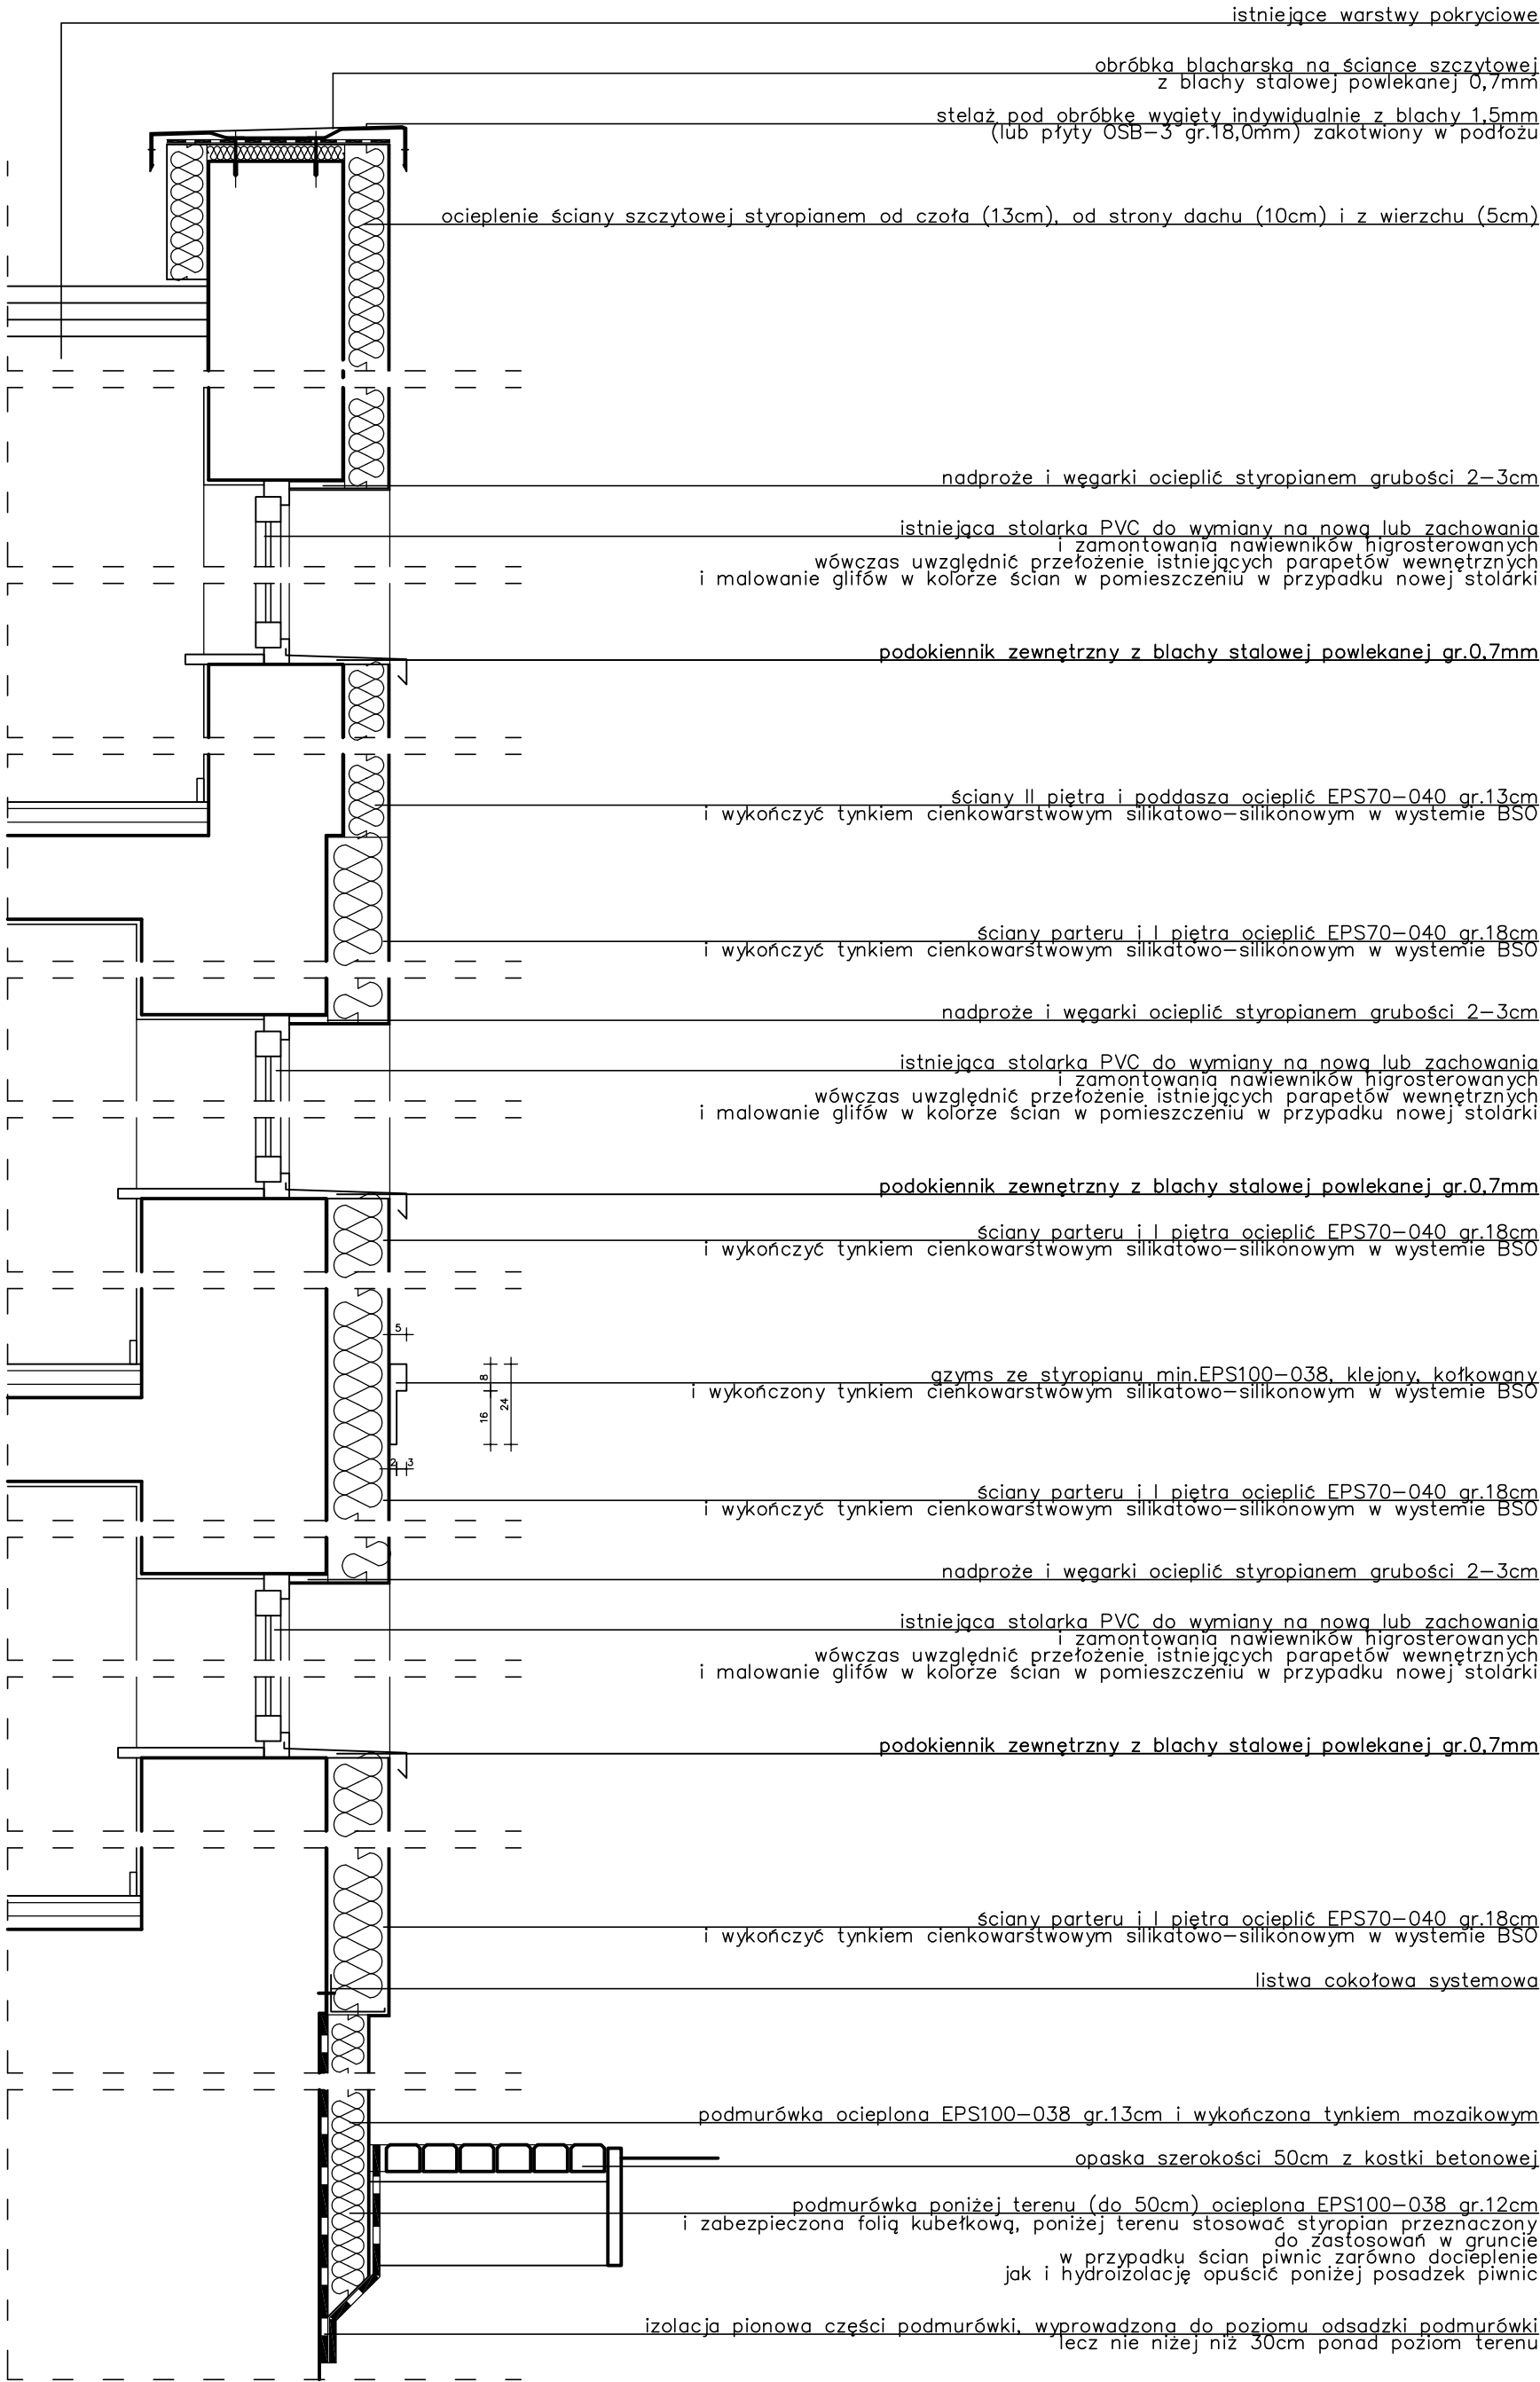 istniejące warstwy pokryciowe
obróbka blacharska na ściance szczytowej
z blachy stalowej powlekanej 0,7mm
stelaż pod obróbkę wygięty indywidualnie z blachy 1,5mm
(lub płyty OSB-3 gr.18,0mm) zakotwiony w podłożu
ocieplenie ściany szczytowej styropianem od czoła (13cm), od strony dachu (10cm) i z wierzchu (5cm)
nadproże i węgarki ocieplić styropianem grubości 2-3cm
istniejąca stolarka PVC do wymiany na nową lub zachowania
i zamontowania nawiewników higrosterowanych
wówczas uwzględnić przełożenie istniejących parapetów wewnętrznych
i malowanie glifów w kolorze ścian w pomieszczeniu w przypadku nowej stolarki
podokiennik zewnętrzny z blachy stalowej powlekanej gr.0,7mm
ściany II piętra i poddasza ocieplić EPS70-040 gr.13cm
i wykończyć tynkiem cienkowarstwowym silikatowo-silikonowym w wystemie BSO
ściany parteru i I piętra ocieplić EPS70-040 gr.18cm
i wykończyć tynkiem cienkowarstwowym silikatowo-silikonowym w wystemie BSO
nadproże i węgarki ocieplić styropianem grubości 2-3cm
istniejąca stolarka PVC do wymiany na nową lub zachowania
i zamontowania nawiewników higrosterowanych
wówczas uwzględnić przełożenie istniejących parapetów wewnętrznych
i malowanie glifów w kolorze ścian w pomieszczeniu w przypadku nowej stolarki
podokiennik zewnętrzny z blachy stalowej powlekanej gr.0,7mm
ściany parteru i I piętra ocieplić EPS70-040 gr.18cm
i wykończyć tynkiem cienkowarstwowym silikatowo-silikonowym w wystemie BSO
5
8
16
24
2 3
gzyms ze styropianu min.EPS100-038, klejony, kołkowany
i wykończony tynkiem cienkowarstwowym silikatowo-silikonowym w wystemie BSO
ściany parteru i I piętra ocieplić EPS70-040 gr.18cm
i wykończyć tynkiem cienkowarstwowym silikatowo-silikonowym w wystemie BSO
nadproże i węgarki ocieplić styropianem grubości 2-3cm
istniejąca stolarka PVC do wymiany na nową lub zachowania
i zamontowania nawiewników higrosterowanych
wówczas uwzględnić przełożenie istniejących parapetów wewnętrznych
i malowanie glifów w kolorze ścian w pomieszczeniu w przypadku nowej stolarki
podokiennik zewnętrzny z blachy stalowej powlekanej gr.0,7mm
ściany parteru i I piętra ocieplić EPS70-040 gr.18cm
i wykończyć tynkiem cienkowarstwowym silikatowo-silikonowym w wystemie BSO
listwa cokołowa systemowa
podmurówka ocieplona EPS100-038 gr.13cm i wykończona tynkiem mozaikowym
opaska szerokości 50cm z kostki betonowej
podmurówka poniżej terenu (do 50cm) ocieplona EPS100-038 gr.12cm
i zabezpieczona folią kubełkową, poniżej terenu stosować styropian przeznaczony
do zastosowań w gruncie
w przypadku ścian piwnic zarówno docieplenie
jak i hydroizolację opuścić poniżej posadzek piwnic
izolacja pionowa części podmurówki, wyprowadzona do poziomu odsadzki podmurówki
lecz nie niżej niż 30cm ponad poziom terenu